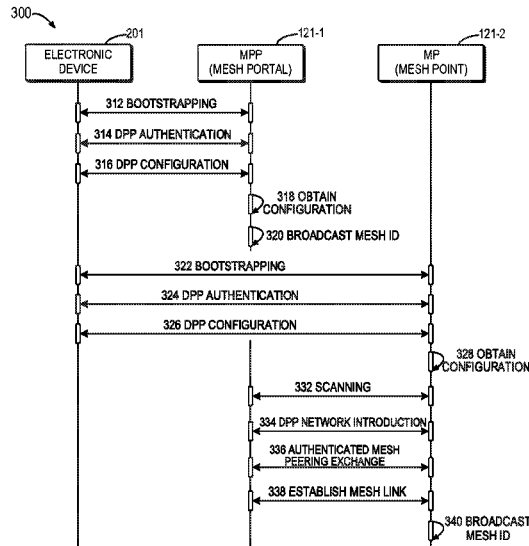 300
201
121-1
121-2
ELECTRONIC
DEVICE
MPP
(MESH PORTAL)
MP
(MESH POINT)
312 BOOTSTRAPPING
314 DPP AUTHENTICATION
316 DPP CONFIGURATION
318 OBTAIN
CONFIGURATION
320 BROADCAST MESH ID
322 BOOTSTRAPPING
324 DPP AUTHENTICATION
326 DPP CONFIGURATION
328 OBTAIN
CONFIGURATION
332 SCANNING
334 DPP NETWORK INTRODUCTION
336 AUTHENTICATED MESH
PEERING EXCHANGE
338 ESTABLISH MESH LINK
340 BROADCAST
MESH ID